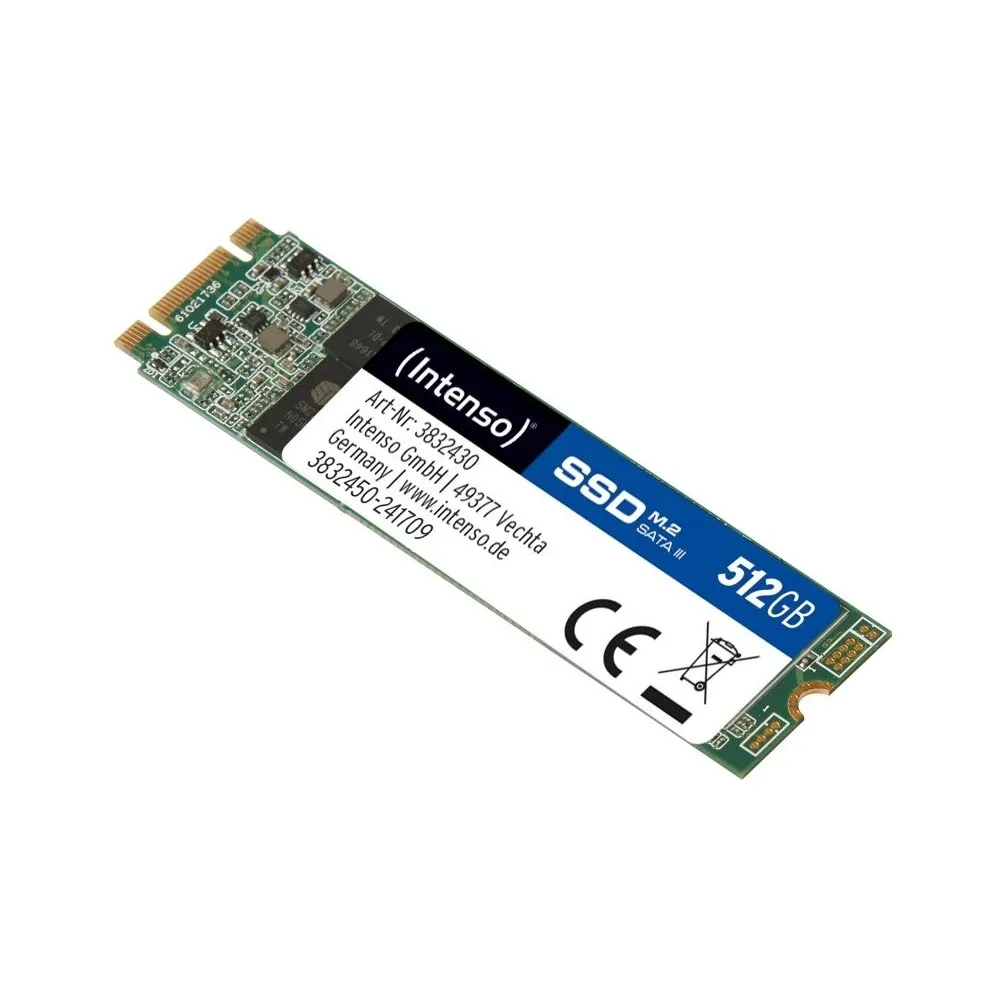 61021736
(Intenso)®
Art-Nr: 3832430
Intenso GmbH | 49377 Vechta
Germany | www.intenso.de
3832450-241709
SSD M.2
SATA III
512GB
CE